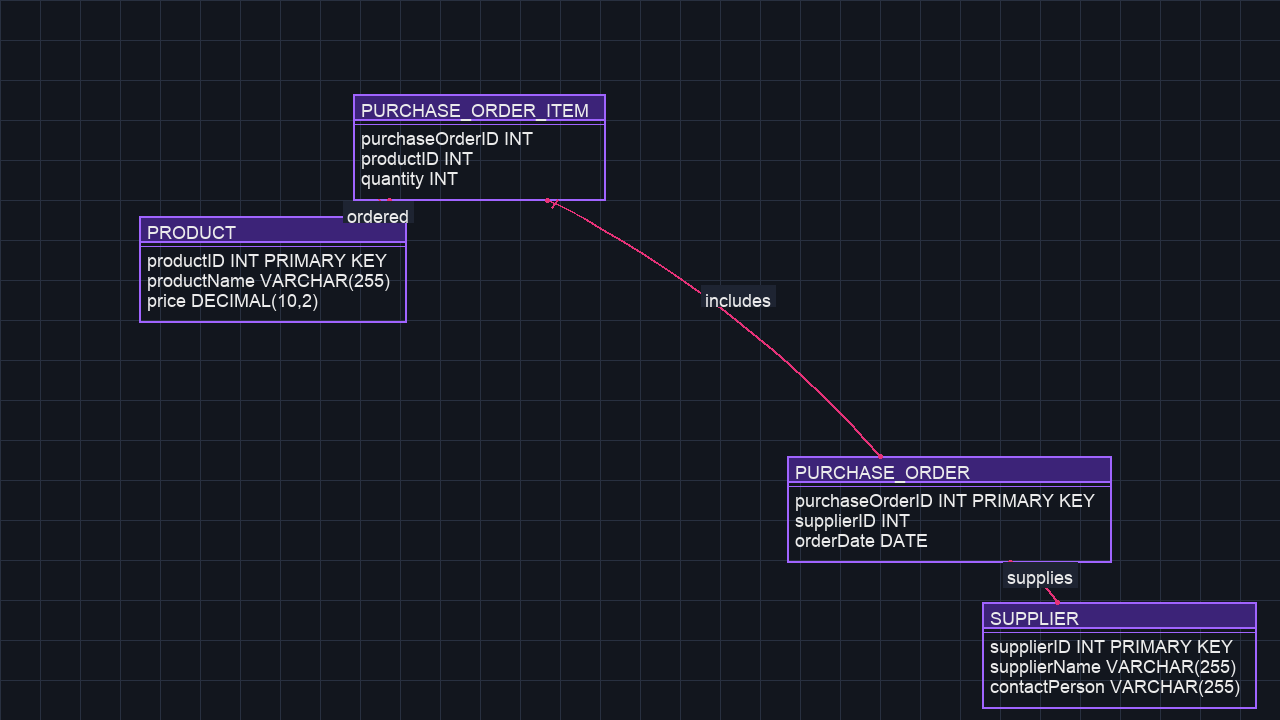 PURCHASE_ORDER_ITEM
purchaseOrderID INT
productID INT
quantity INT
ordered
PRODUCT
productID INT PRIMARY KEY
productName VARCHAR(255)
price DECIMAL(10,2)
includes
PURCHASE_ORDER
purchaseOrderID INT PRIMARY KEY
supplierID INT
orderDate DATE
supplies
SUPPLIER
supplierID INT PRIMARY KEY
supplierName VARCHAR(255)
contactPerson VARCHAR(255)